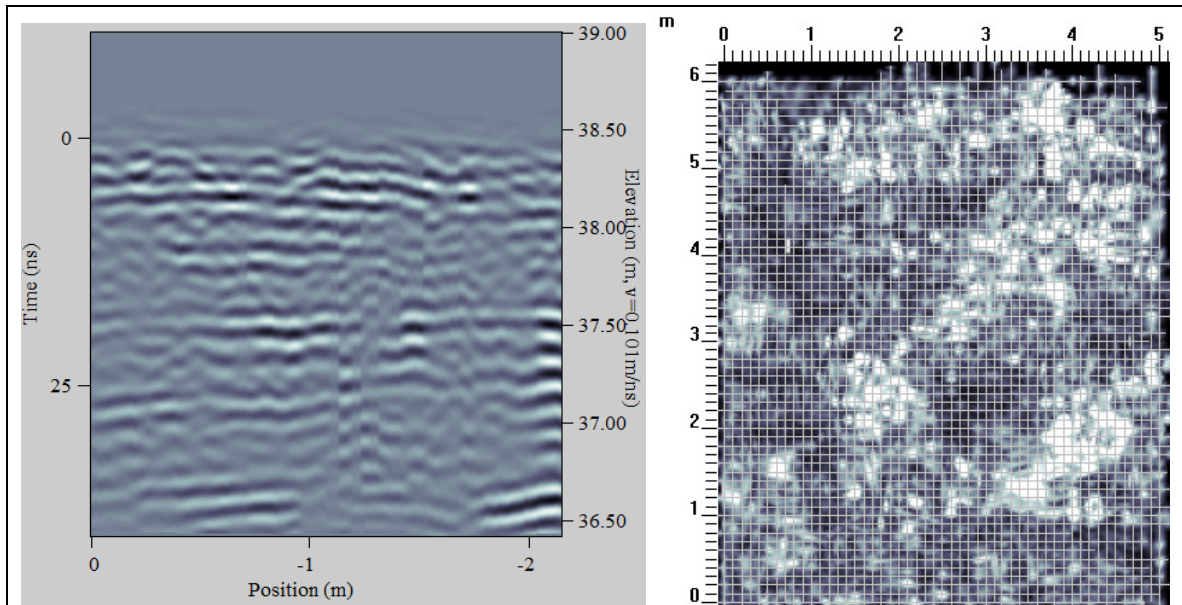 39.00
0
38.50
38.00
Time (ns)
Elevation (m, v=0.101m/ns)
37.50
25
37.00
36.50
0 -1 -2
Position (m)
m
0 1 2 3 4 5
6
5
4
3
2
1
0